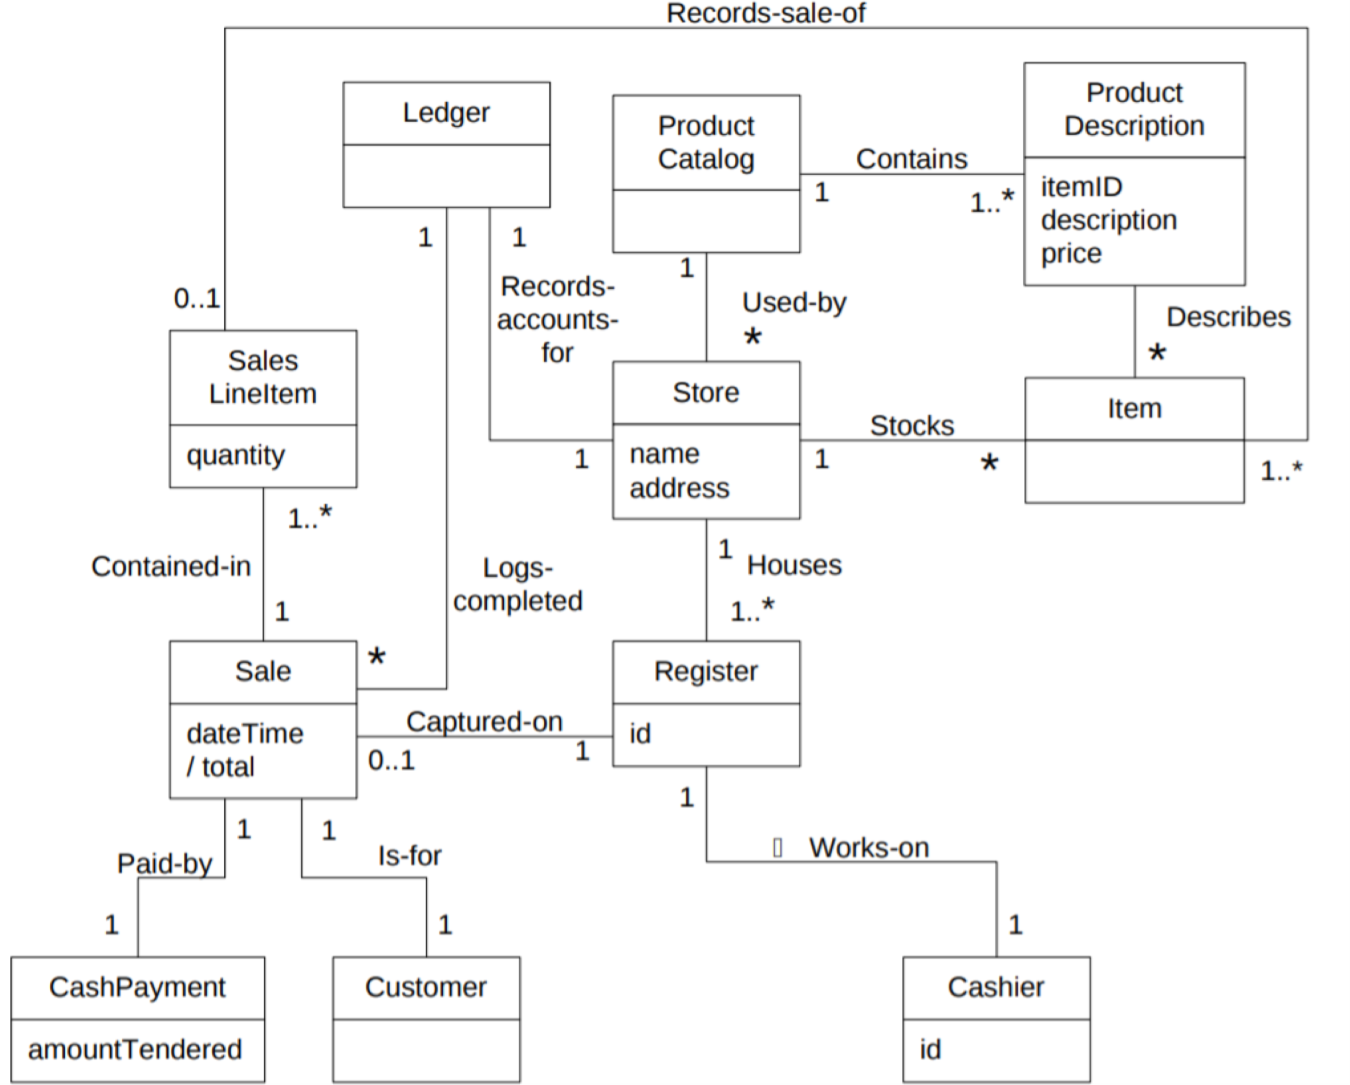 Records-sale-of
Ledger
Product
Catalog
Product
Description
itemID
description
price
Contains
1
1..*
1
1
1
Records-
accounts-
for
Used-by
*
Describes
*
0..1
Sales
LineItem
quantity
Store
name
address
Item
Stocks
1
1
*
1..*
1..*
Contained-in
1
Logs-
completed
1
Houses
1..*
Sale
dateTime
/ total
*
Captured-on
0..1
1
Register
id
1
1
1
Paid-by
Is-for
Works-on
1
1
1
CashPayment
amountTendered
Customer
Cashier
id